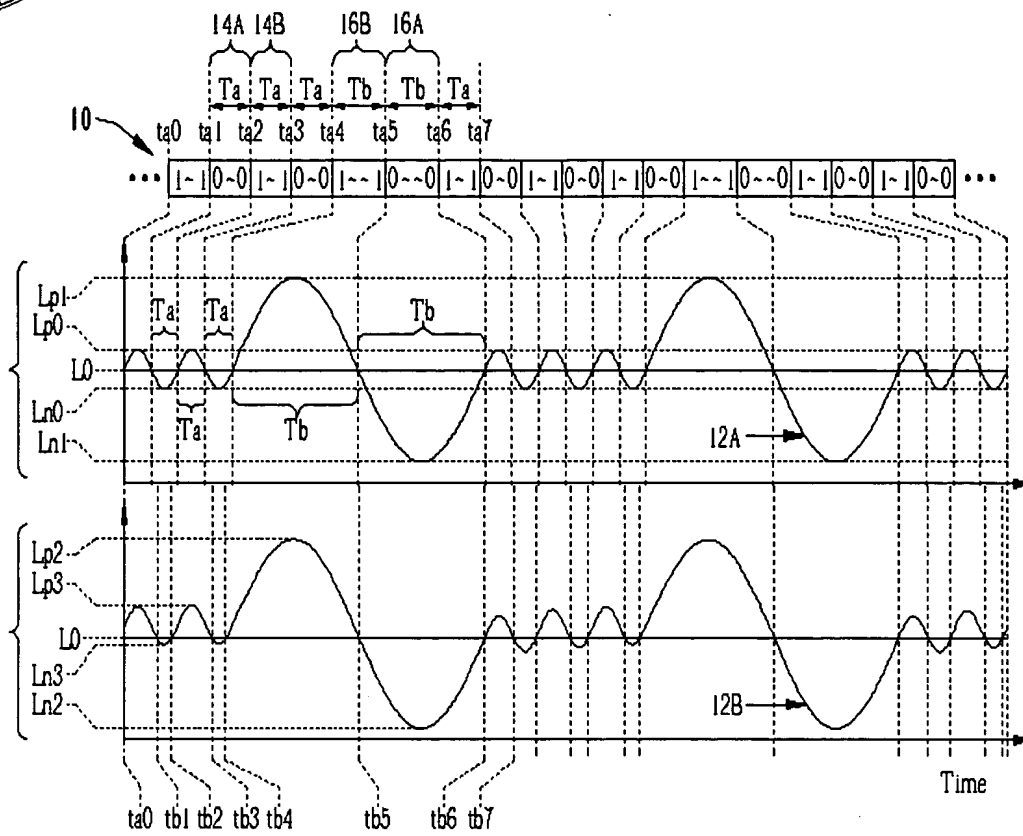 14A 14B 16B 16A
Ta Ta Ta Tb Tb Ta
10
ta0 ta1 ta2 ta3 ta4 ta5 ta6 ta7
••• 1~1 0~0 1~1 0~0 1~~1 0~~0 1~1 0~0 1~1 0~0 1~1 0~0 1~~1 0~~0 1~1 0~0 1~1 0~0 •••
Lp1
Ta Ta Tb
Lp0
L0
Ln0
Ta Tb
Ln1
12A
Lp2
Lp3
L0
Ln3
Ln2
12B
Time
ta0 tb1 tb2 tb3 tb4 tb5 tb6 tb7